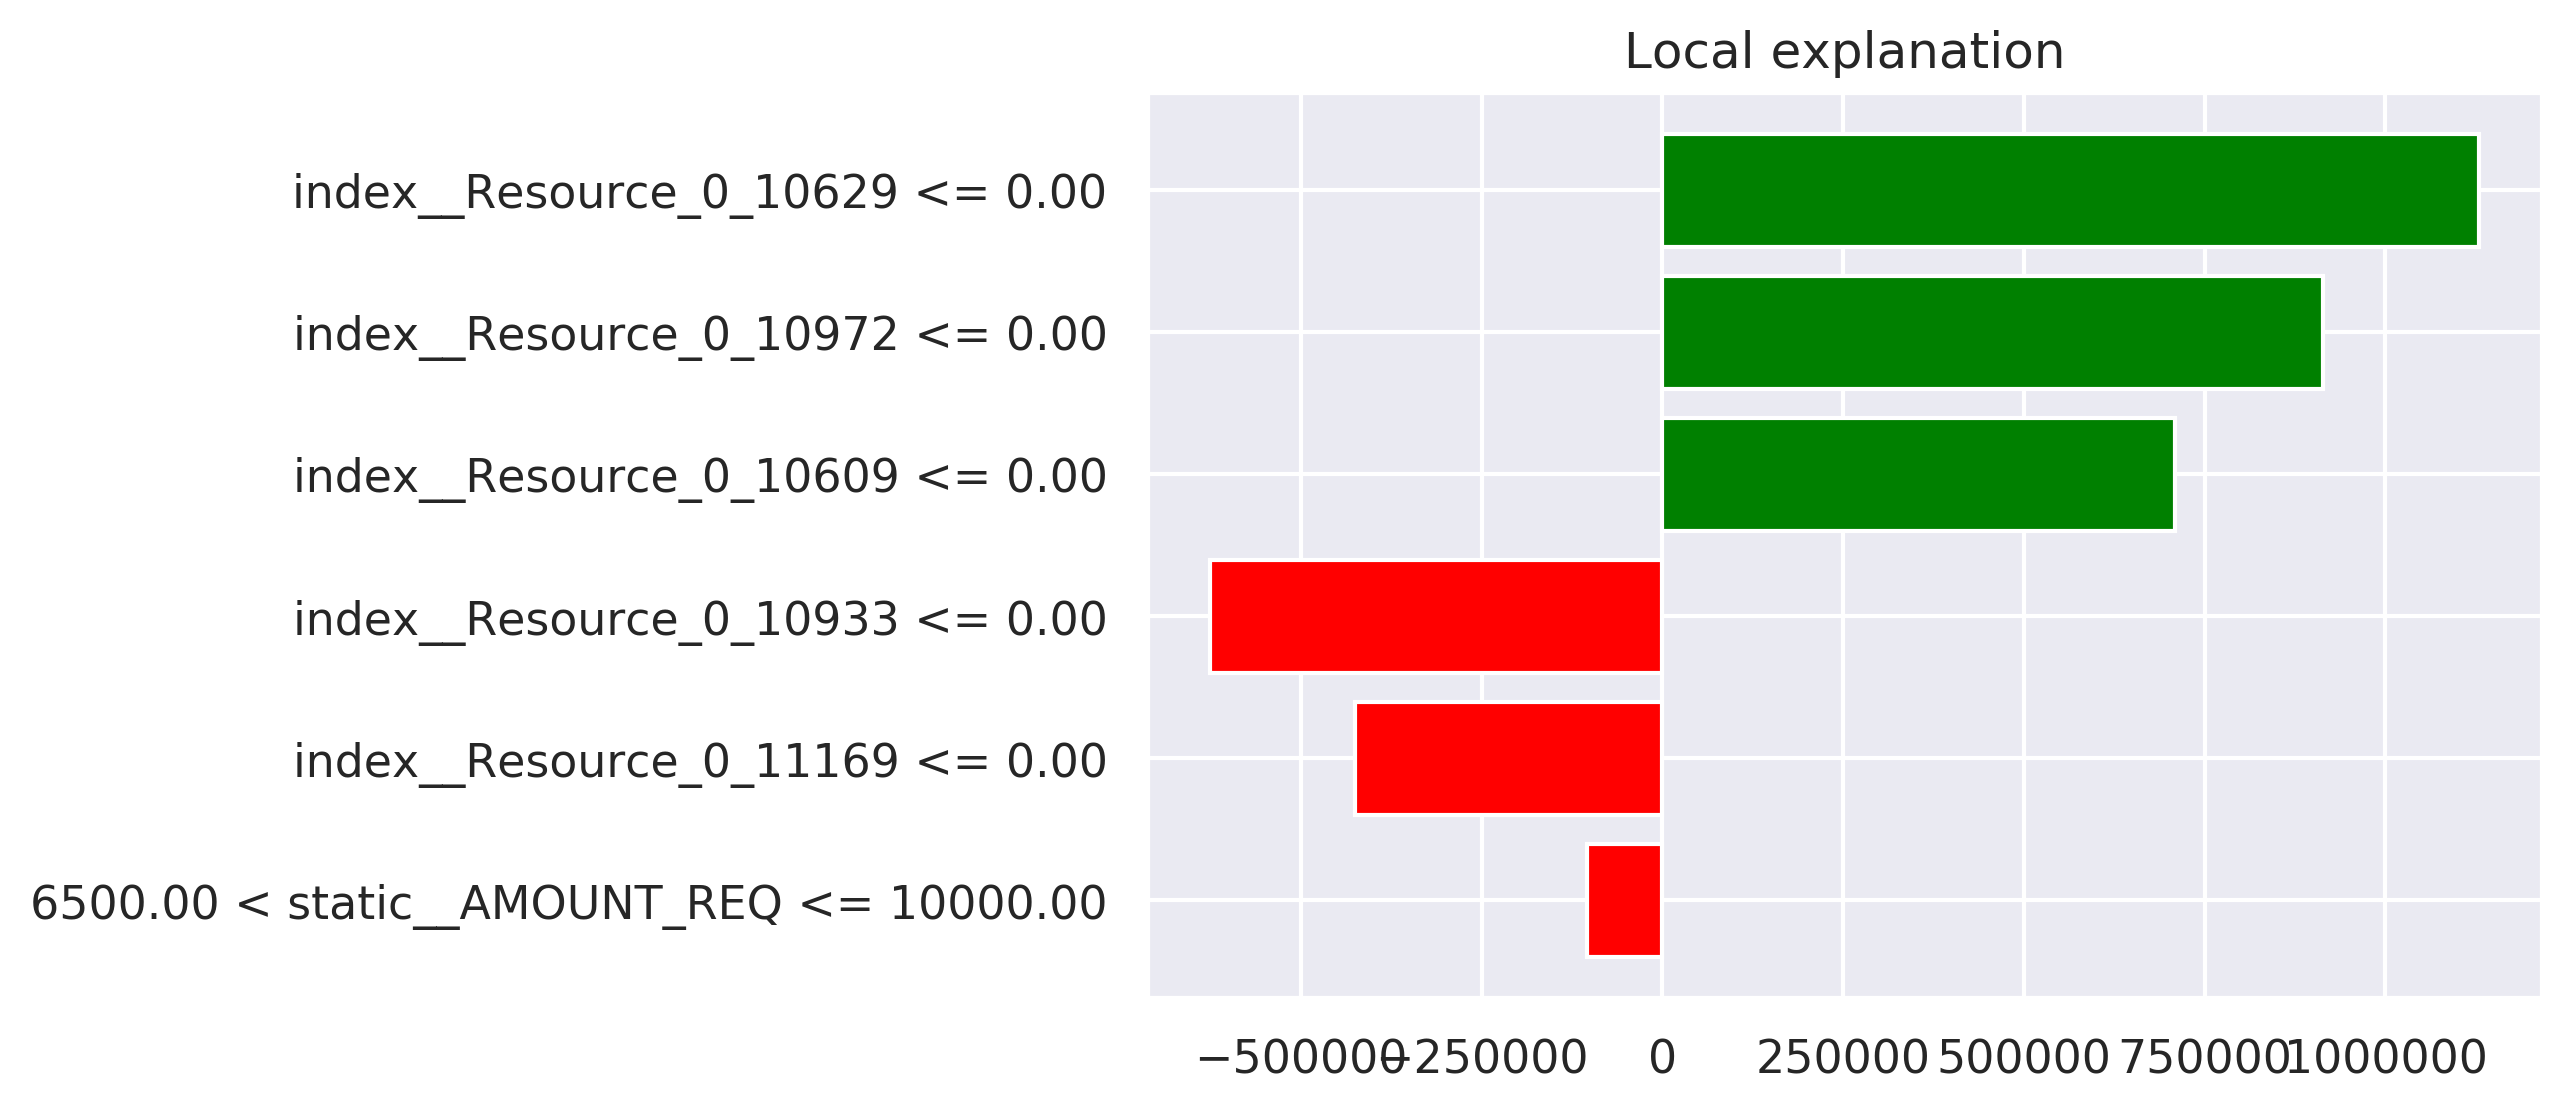 Local explanation
index__Resource_0_10629 <= 0.00
index__Resource_0_10972 <= 0.00
index__Resource_0_10609 <= 0.00
index__Resource_0_10933 <= 0.00
index__Resource_0_11169 <= 0.00
6500.00 < static__AMOUNT_REQ <= 10000.00
−500000 −250000 0 250000 500000 750000 1000000